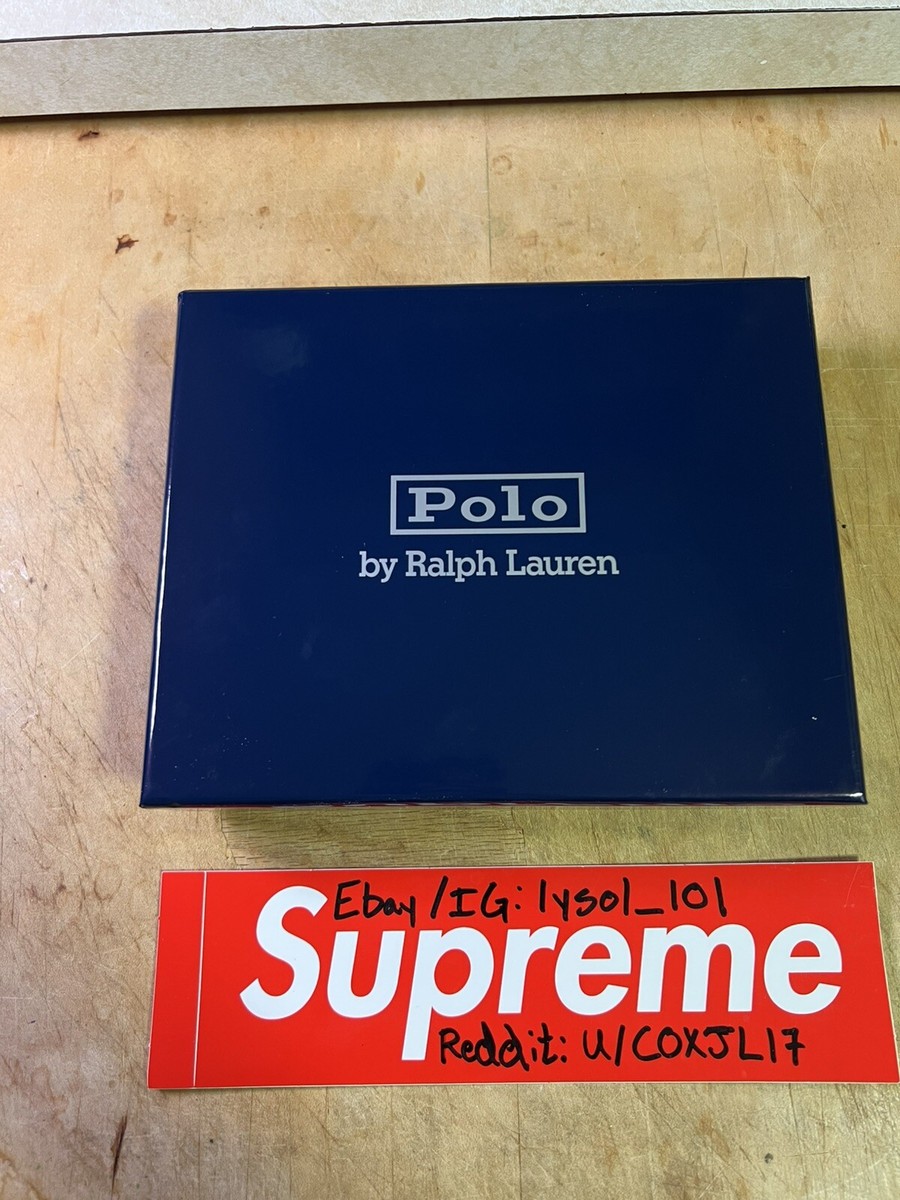 Polo
by Ralph Lauren
Ebay/IG: lysol_101
Supreme
Reddit: U/COXJL17